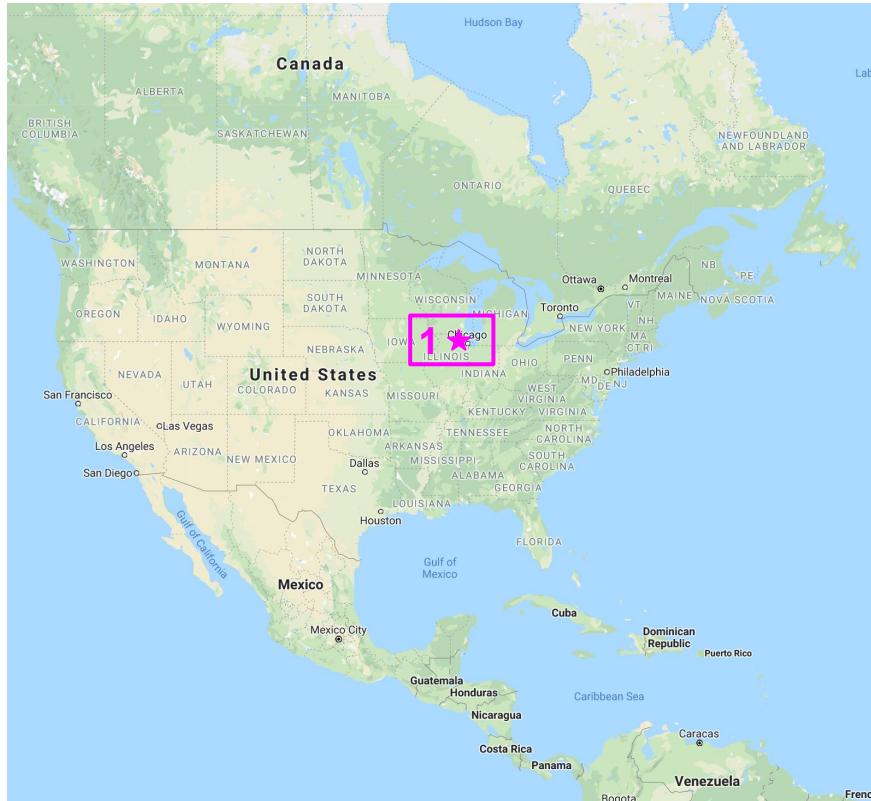 Hudson Bay
Canada
Lab
ALBERTA
MANITOBA
BRITISH
COLUMBIA
SASKATCHEWAN
NEWFOUNDLAND
AND LABRADOR
ONTARIO
QUEBEC
WASHINGTON
MONTANA
NORTH
DAKOTA
MINNESOTA
Ottawa
Montreal
NB
PE
MAINE
NOVA SCOTIA
OREGON
IDAHO
SOUTH
DAKOTA
WISCONSIN
MICHIGAN
Toronto
VT
NH
WYOMING
NEW YORK
MA
CT RI
1
Chicago
IOWA
NEBRASKA
ILLINOIS
INDIANA
OHIO
PENN
Philadelphia
MD
DE
NJ
United States
NEVADA
UTAH
COLORADO
KANSAS
MISSOURI
WEST
VIRGINIA
KENTUCKY
VIRGINIA
San Francisco
CALIFORNIA
Las Vegas
Los Angeles
ARIZONA
NEW MEXICO
OKLAHOMA
ARKANSAS
TENNESSEE
NORTH
CAROLINA
San Diego
Dallas
MISSISSIPPI
SOUTH
CAROLINA
ALABAMA
GEORGIA
TEXAS
LOUISIANA
Houston
Gulf of California
FLORIDA
Gulf of
Mexico
Mexico
Mexico City
Cuba
Dominican
Republic
Puerto Rico
Guatemala
Honduras
Caribbean Sea
Nicaragua
Costa Rica
Caracas
Panama
Venezuela
Bogota
Frenc